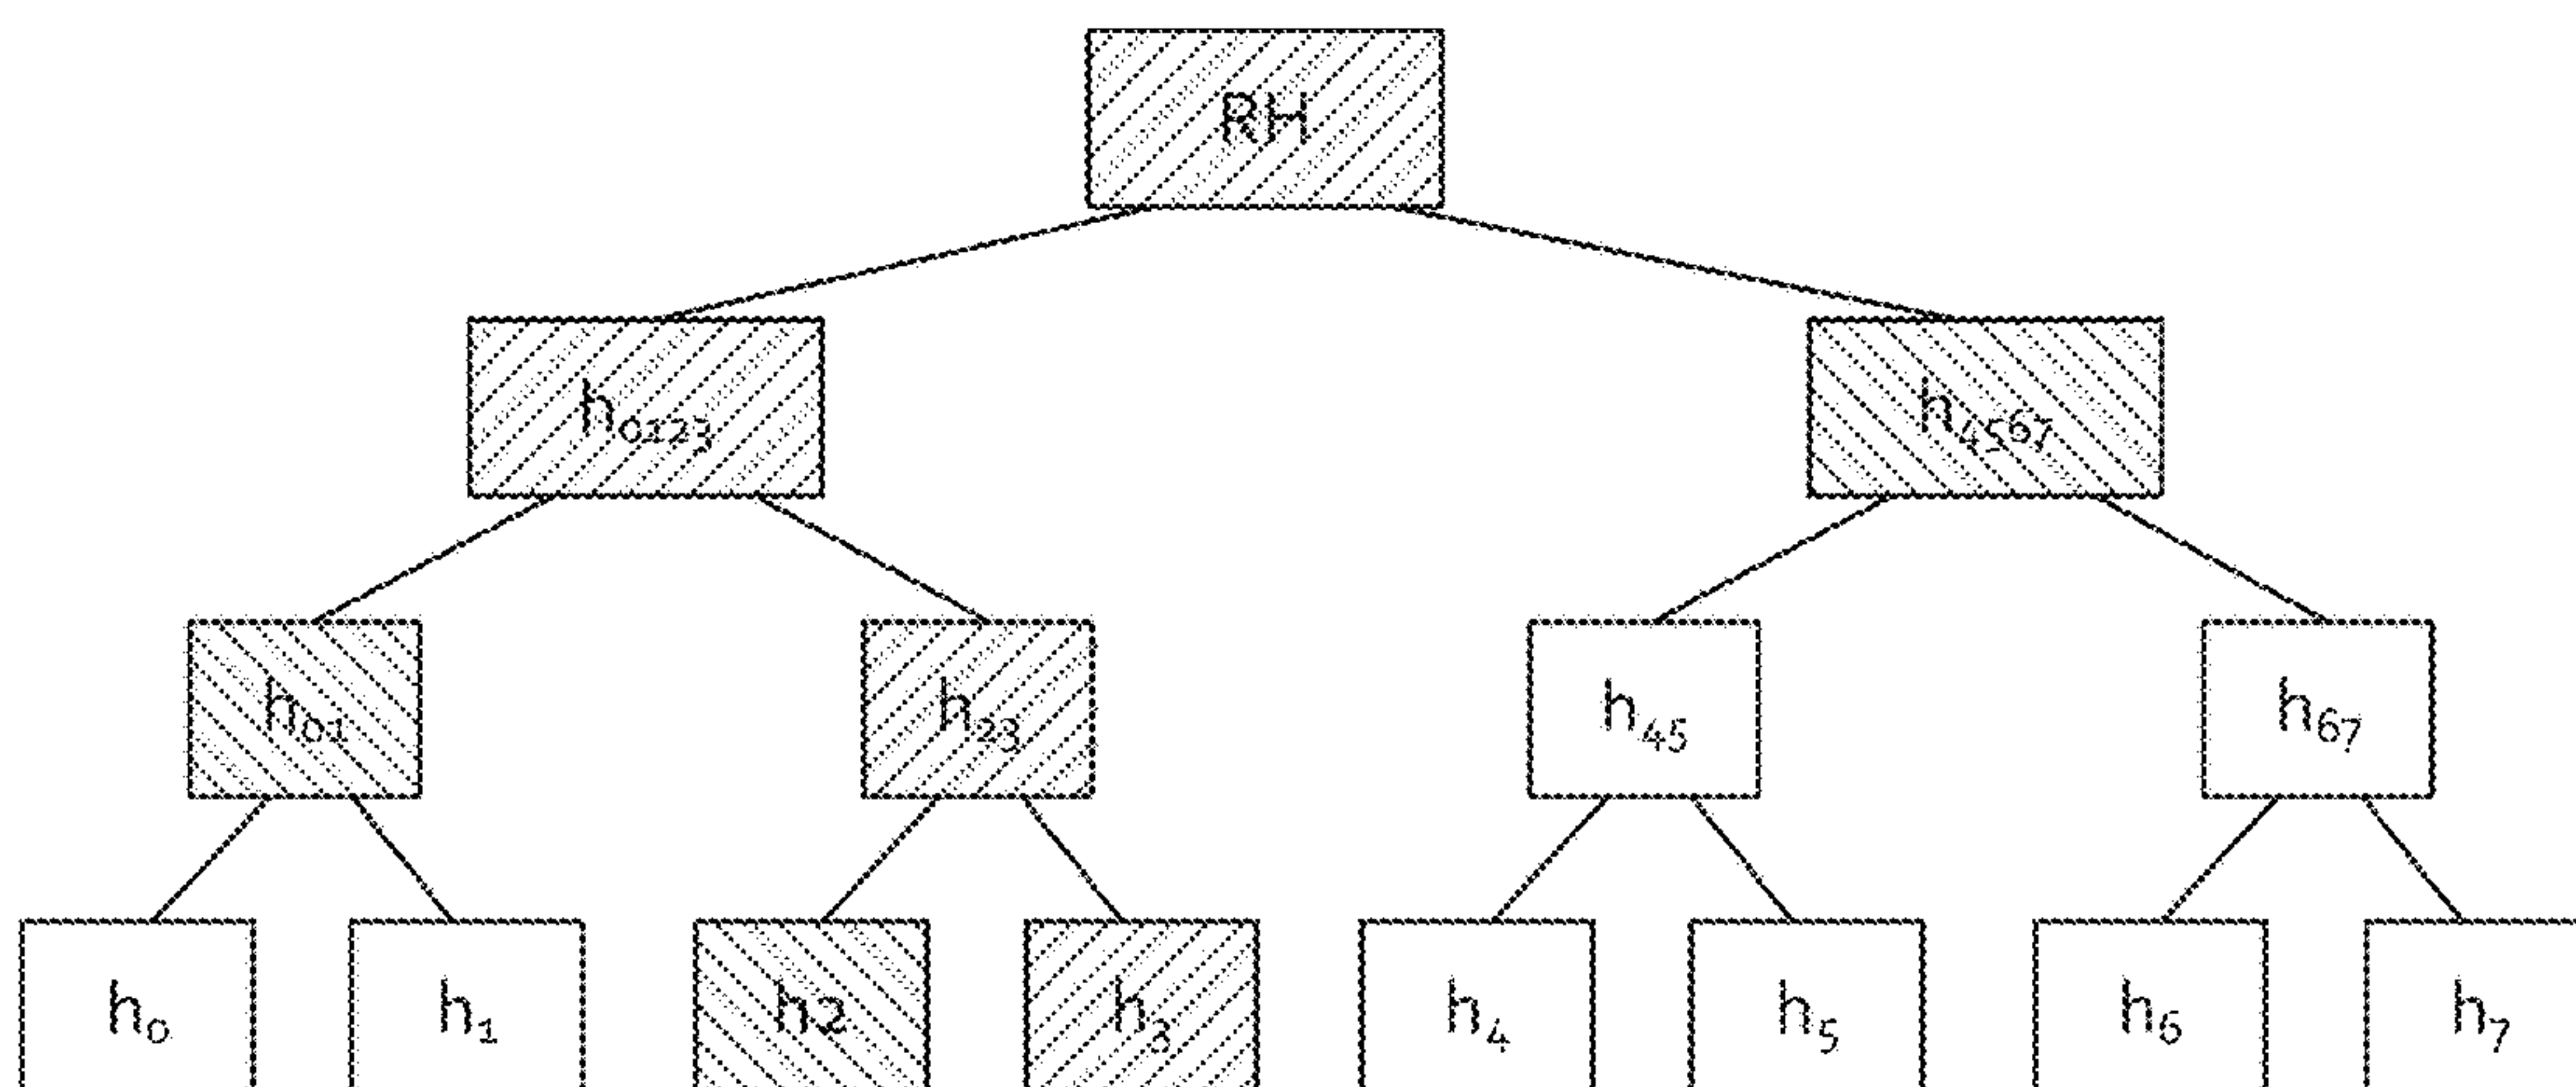 RH
h₀₁₂₃ h₄₅₆₇
h₀₁ h₂₃ h₄₅ h₆₇
h₀ h₁ h2 h₃ h₄ h₅ h₆ h₇